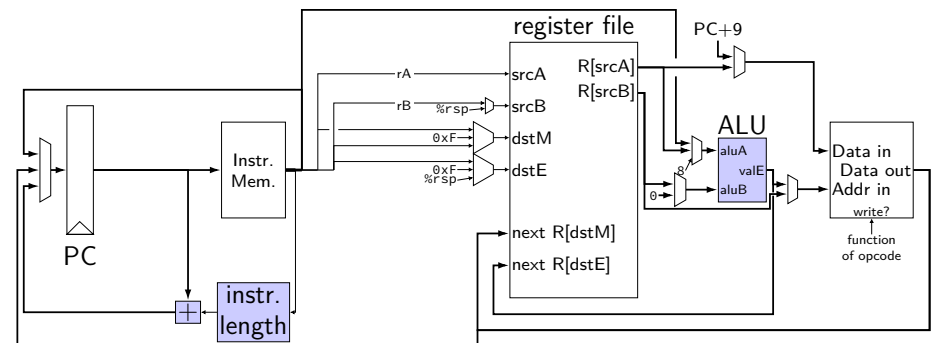 register file
PC+9
R[srcA]
R[srcB]
rA
srcA
rB
%rsp
srcB
dstM
0xF
dstE
0xF
%rsp
ALU
aluA
valE
aluB
8
0
Instr.
Mem.
Data in
Data out
Addr in
write?
function
of opcode
PC
next R[dstM]
next R[dstE]
+
instr.
length